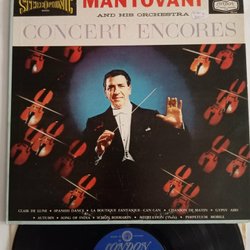 STEREOPHONIC
MANTOVANI
AND HIS ORCHESTRA
LONDON
CONCERT ENCORES
CLAIR DE LUNE • SPANISH DANCE • LA BOUTIQUE FANTASQUE - CAN CAN • CHANSON DE MATIN • GYPSY AIRS
• AUTUMN • SONG OF INDIA • SCHÖN ROSMARIN • MEDITATION (Thaïs) • PERPETUUM MOBILE
LONDON